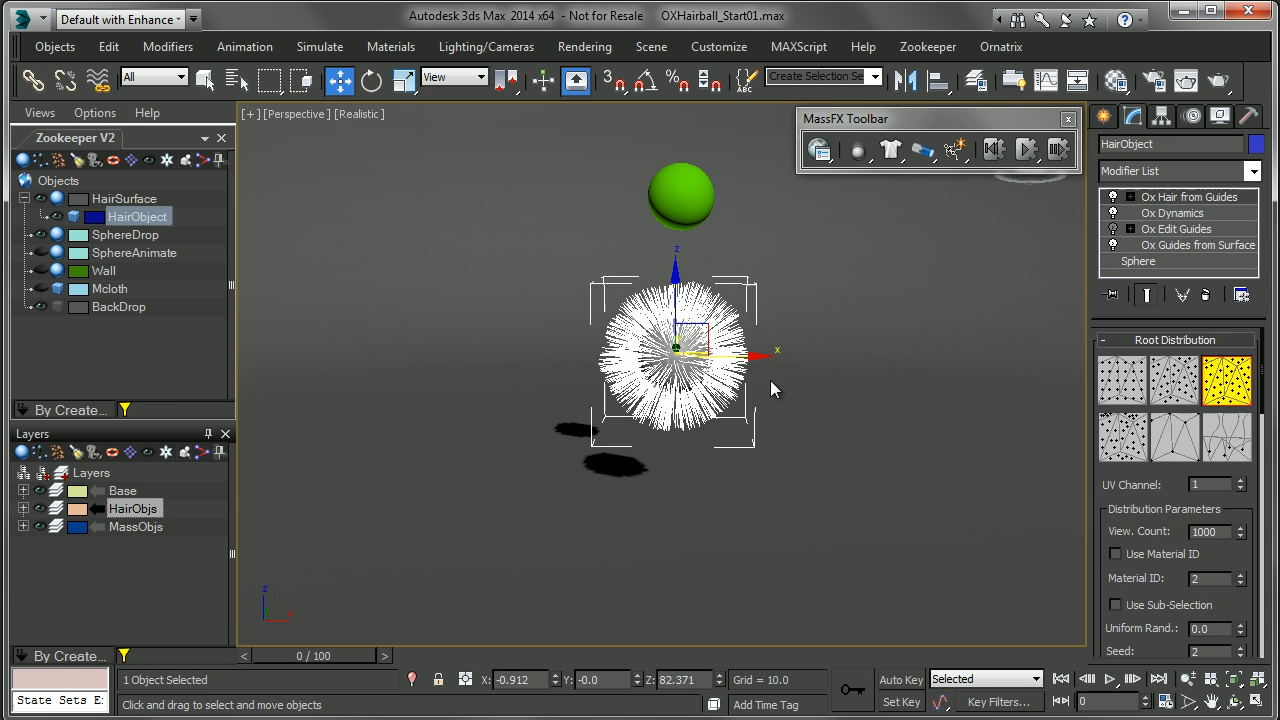 Default with Enhance
Autodesk 3ds Max 2014 x64 - Not for Resale OXHairball_Start01.max
Objects Edit Modifiers Animation Simulate Materials Lighting/Cameras Rendering Scene Customize MAXScript Help Zookeeper Ornatrix
All View 3 Create Selection Se
Views Options Help
[+] [Perspective] [Realistic]
MassFX Toolbar
Zookeeper V2
HairObject
Modifier List
Objects
HairSurface
HairObject
SphereDrop
SphereAnimate
Wall
Mcloth
BackDrop
Ox Hair from Guides
Ox Dynamics
Ox Edit Guides
Ox Guides from Surface
Sphere
z
x
Root Distribution
By Create...
Layers
Layers
Base
HairObjs
MassObjs
UV Channel: 1
Distribution Parameters
View. Count: 1000
Use Material ID
Material ID: 2
Use Sub-Selection
Uniform Rand.: 0.0
Seed: 2
z
By Create...
< 0 / 100 >
1 Object Selected X: -0.912 Y: -0.0 Z: 82.371 Grid = 10.0 Auto Key Selected
State Sets E: Click and drag to select and move objects Add Time Tag Set Key Key Filters... 0